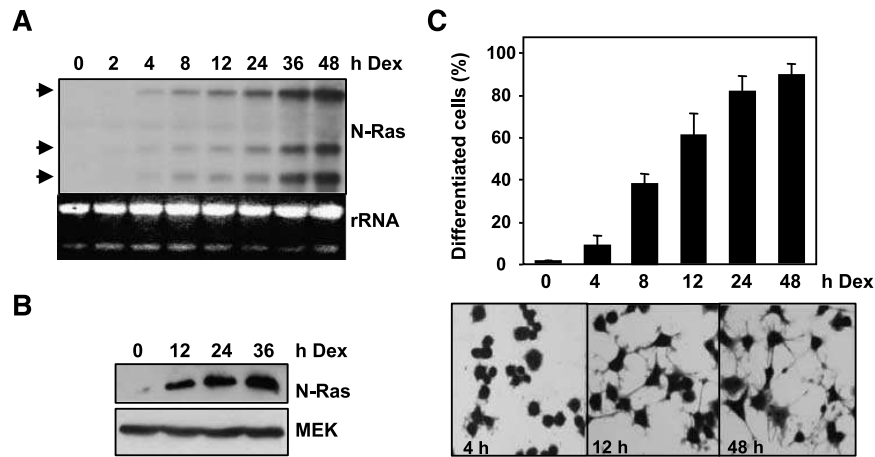 A
0 2 4 8 12 24 36 48 h Dex
N-Ras
rRNA
B
0 12 24 36 h Dex
N-Ras
MEK
C
Differentiated cells (%)
100
80
60
40
20
0
0 4 8 12 24 48 h Dex
4 h 12 h 48 h